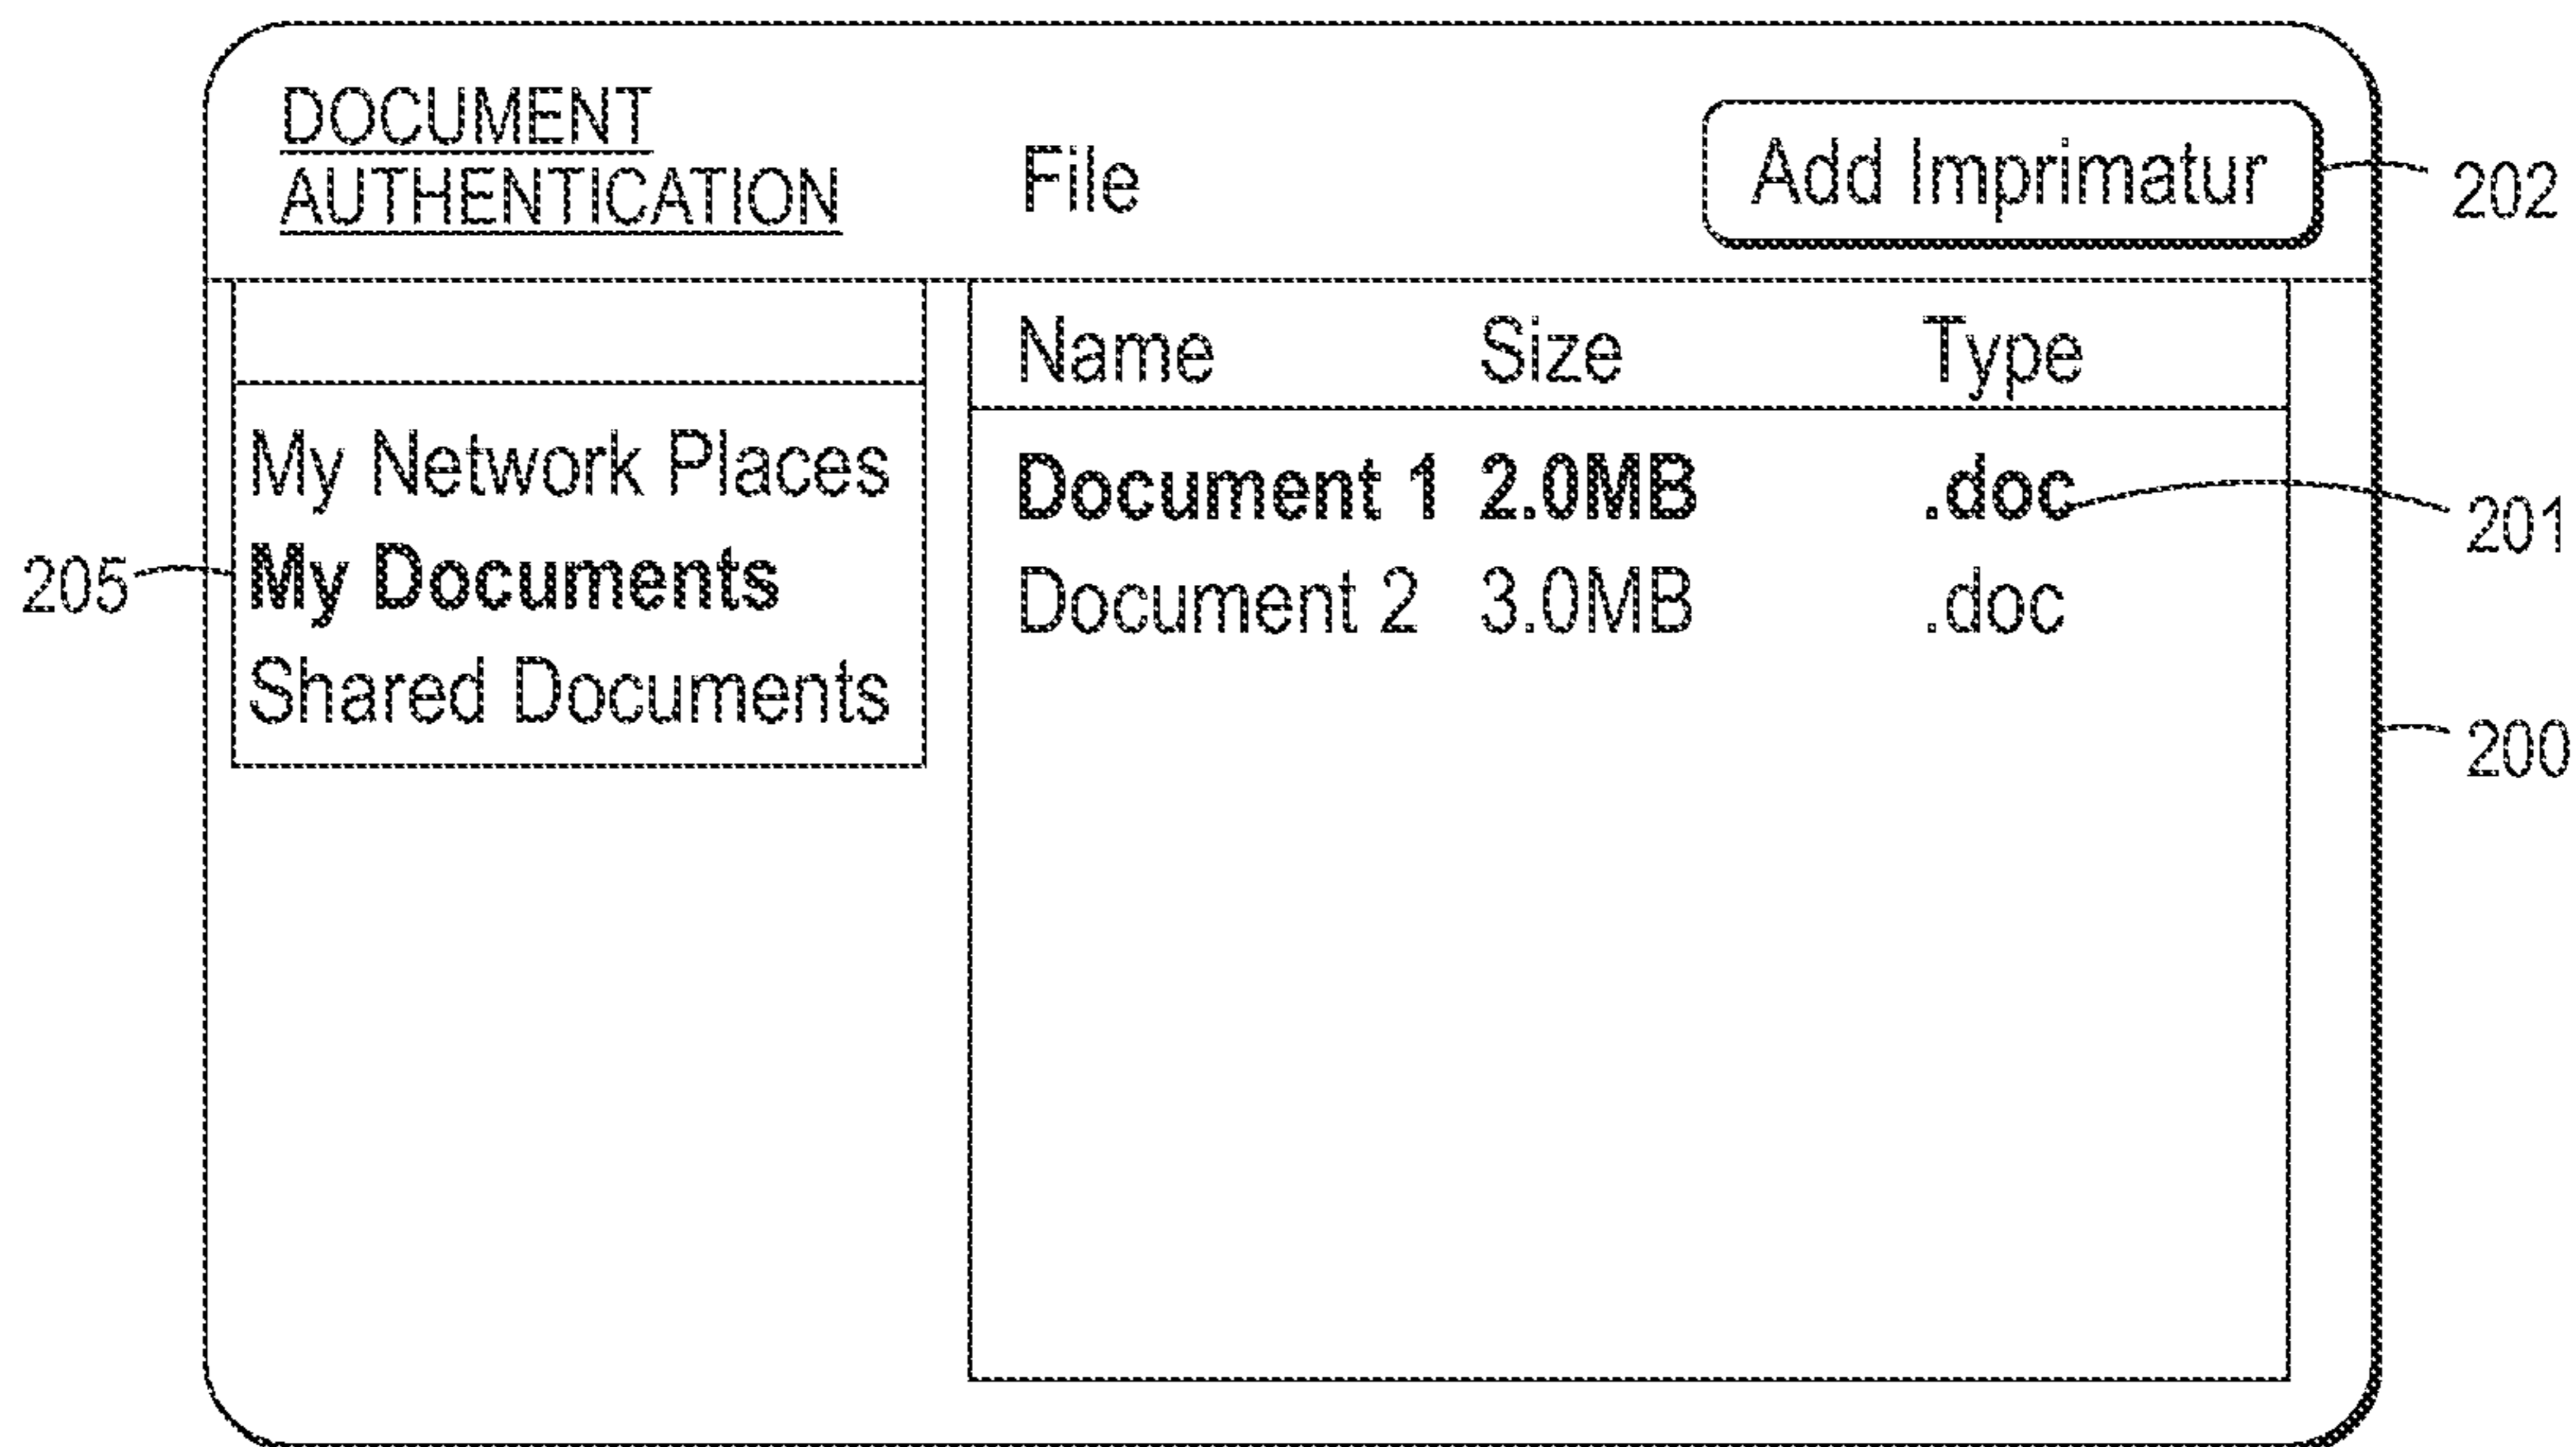 DOCUMENT
AUTHENTICATION
File
Add Imprimatur
202
My Network Places
My Documents
Shared Documents
205
Name Size Type
Document 1 2.0MB .doc
Document 2 3.0MB .doc
201
200